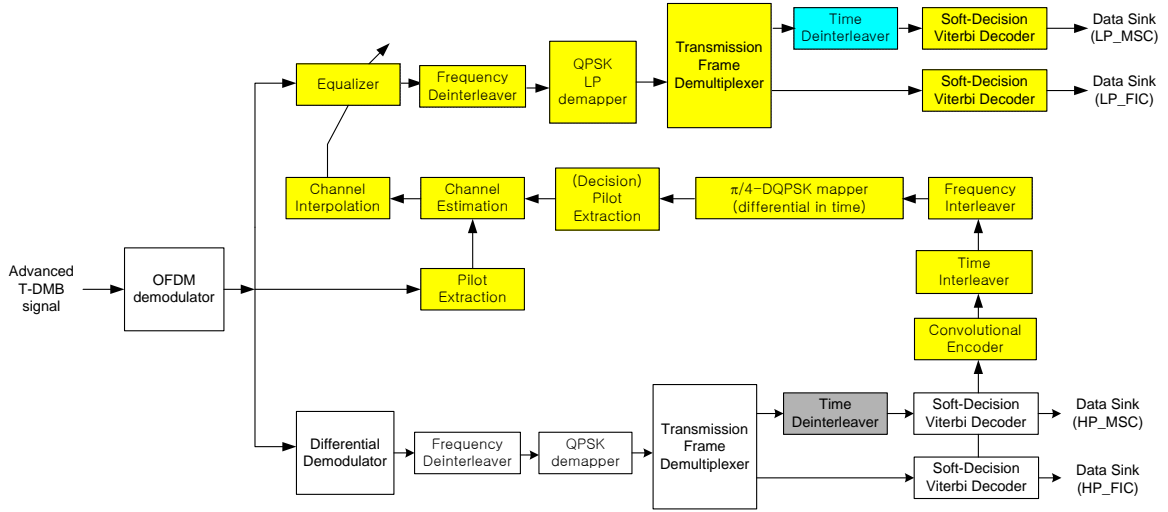 Time
Deinterleaver
Soft-Decision
Viterbi Decoder
Data Sink
(LP_MSC)
Equalizer
Frequency
Deinterleaver
QPSK
LP
demapper
Transmission
Frame
Demultiplexer
Soft-Decision
Viterbi Decoder
Data Sink
(LP_FIC)
Channel
Interpolation
Channel
Estimation
(Decision)
Pilot
Extraction
π/4-DQPSK mapper
(differential in time)
Frequency
Interleaver
Advanced
T-DMB
signal
OFDM
demodulator
Pilot
Extraction
Time
Interleaver
Convolutional
Encoder
Differential
Demodulator
Frequency
Deinterleaver
QPSK
demapper
Transmission
Frame
Demultiplexer
Time
Deinterleaver
Soft-Decision
Viterbi Decoder
Data Sink
(HP_MSC)
Soft-Decision
Viterbi Decoder
Data Sink
(HP_FIC)